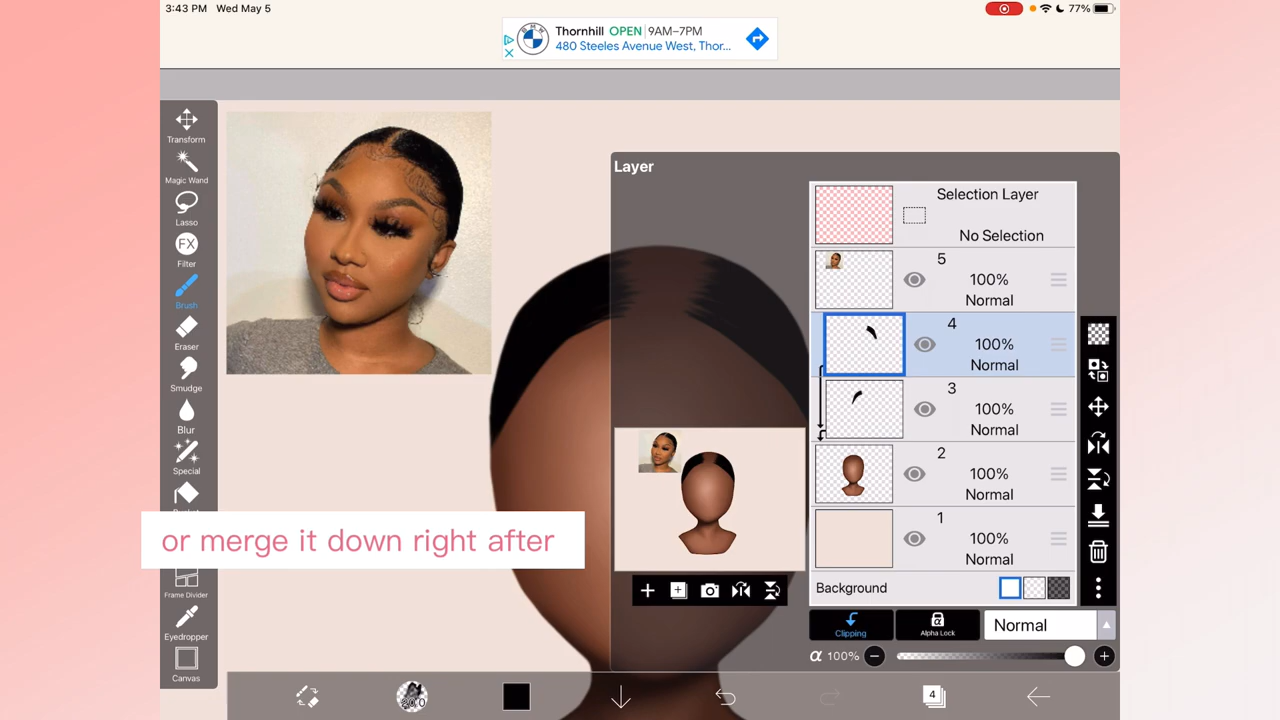 3:43 PM Wed May 5
77%
Thornhill OPEN 9AM–7PM
480 Steeles Avenue West, Thor...
Transform
Magic Wand
Lasso
FX
Filter
Brush
Eraser
Smudge
Blur
Special
or merge it down right after
Frame Divider
Eyedropper
Canvas
Layer
Selection Layer
No Selection
5
100%
Normal
4
100%
Normal
3
100%
Normal
2
100%
Normal
1
100%
Normal
Background
Clipping
Alpha Lock
Normal
α 100%
20.0
4